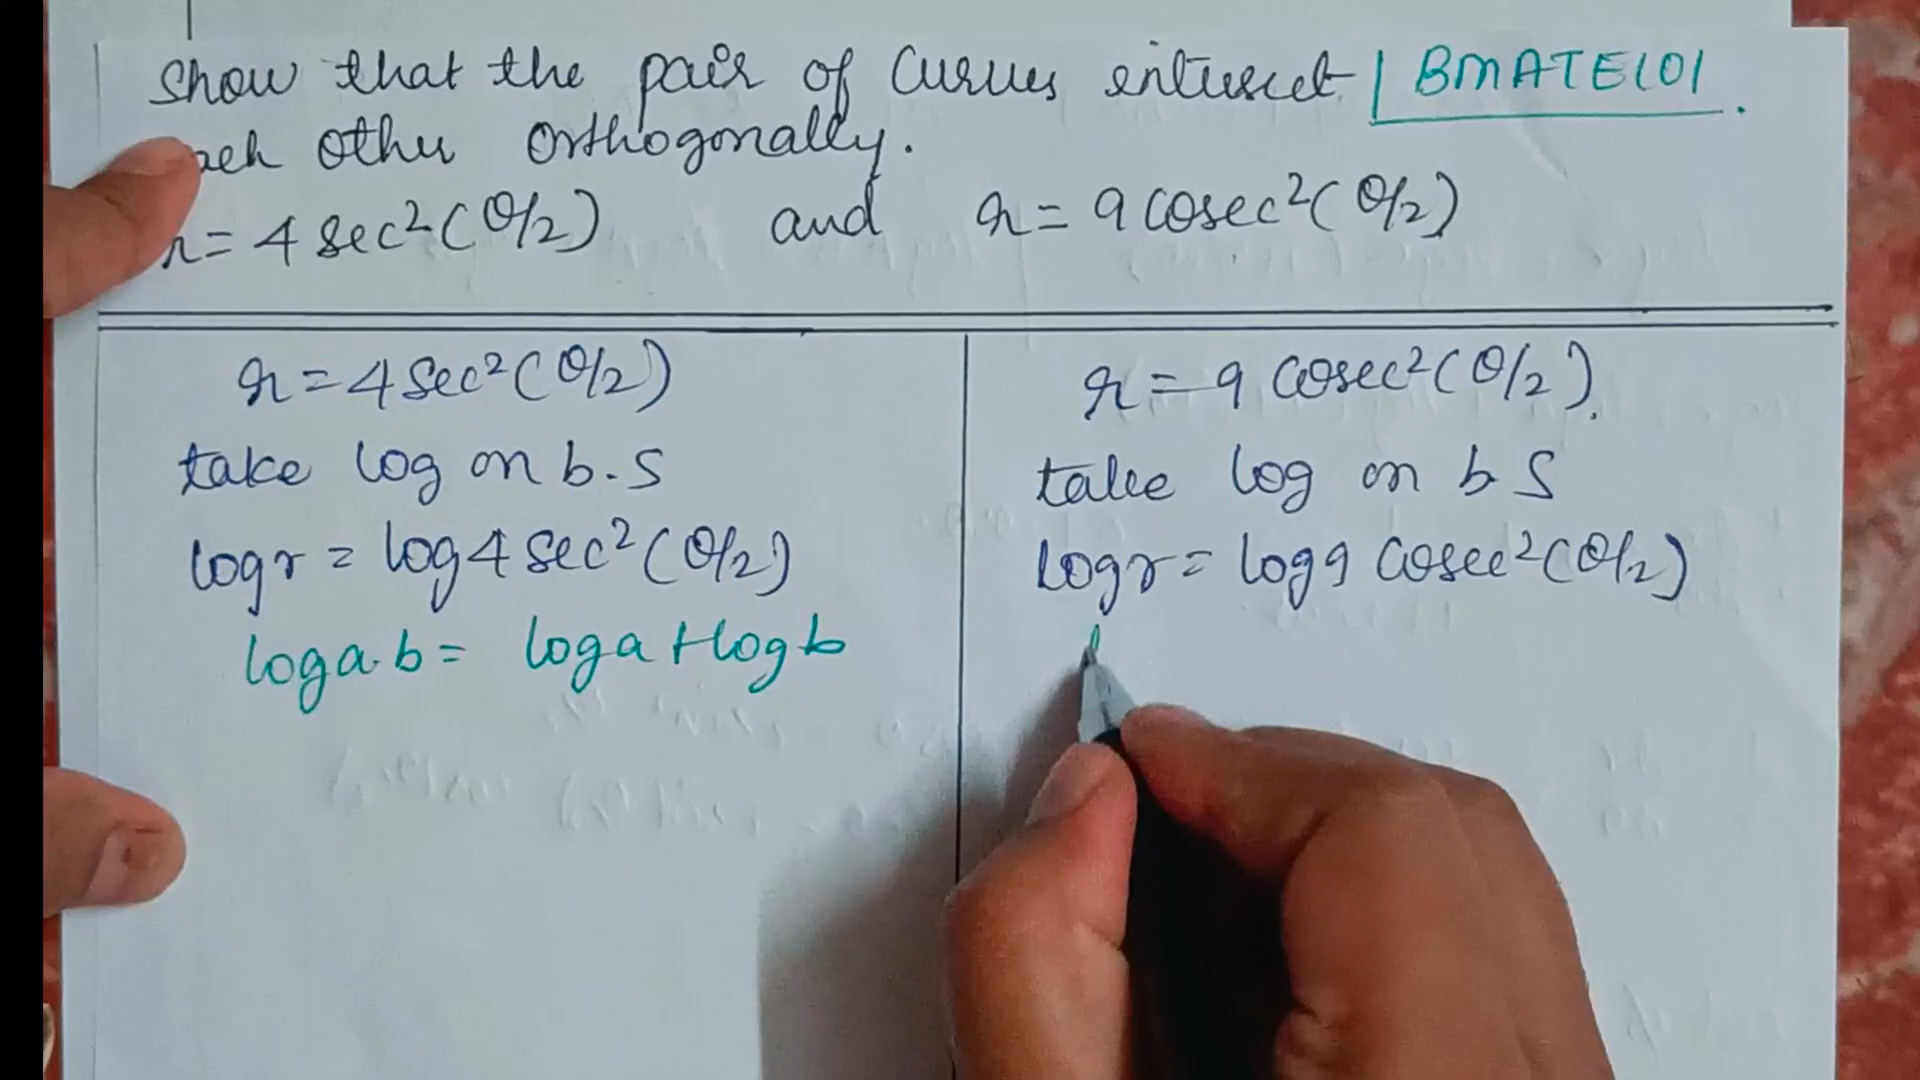 Show that the pair of Curves intersect BMATE101.
each other Orthogonally.
r = 4 sec²(θ/2) and r = 9 cosec²(θ/2)
r = 4 sec²(θ/2)
take log on b.s
log r = log 4 sec²(θ/2)
log a.b = log a + log b
r = 9 cosec²(θ/2).
take log on b s
log r = log 9 cosec²(θ/2)